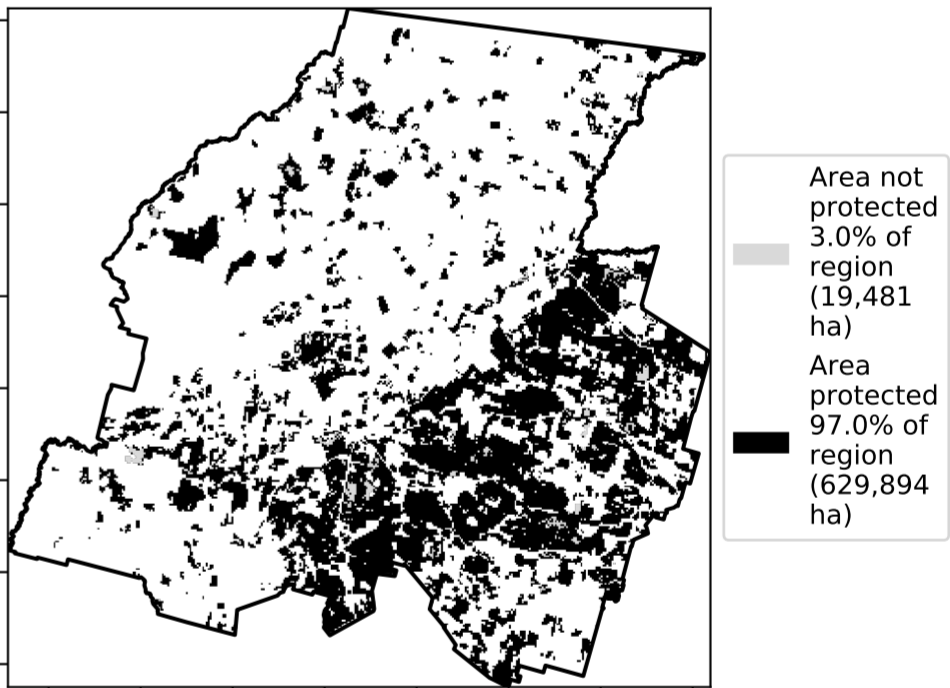 Area not
protected
3.0% of
region
(19,481
ha)
Area
protected
97.0% of
region
(629,894
ha)